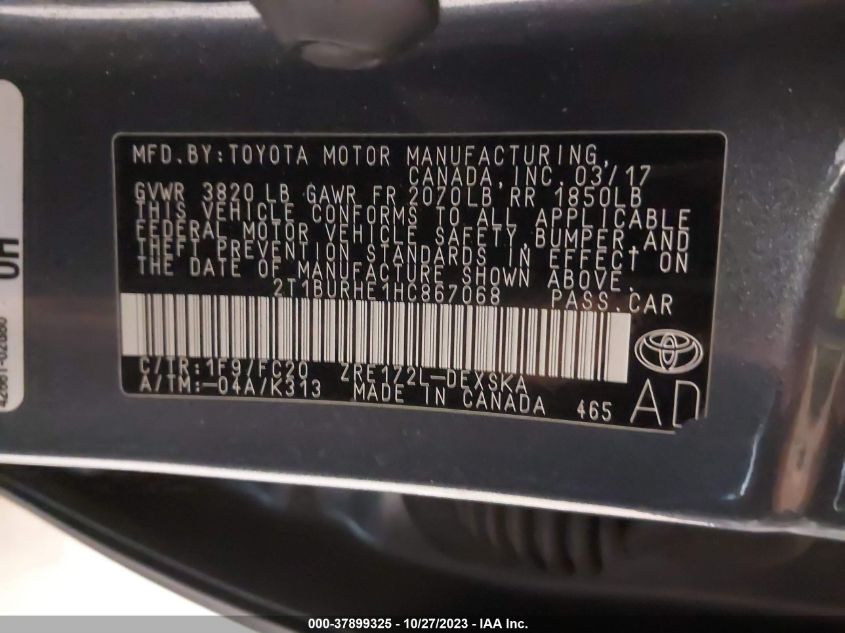 MFD.BY:TOYOTA MOTOR MANUFACTURING,
CANADA, INC. 03/17
GVWR 3820 LB GAWR FR 2070LB RR 1850LB
THIS VEHICLE CONFORMS TO ALL APPLICABLE
FEDERAL MOTOR VEHICLE SAFETY, BUMPER, AND
THEFT PREVENTION STANDARDS IN EFFECT ON
THE DATE OF MANUFACTURE SHOWN ABOVE.
2T1BURHE1HC867068 PASS.CAR
C/TR:1F9/FC20 ZRE172L-DEXSKA
A/TM:-04A/K313 MADE IN CANADA 465
AD
000-37899325 - 10/27/2023 - IAA Inc.